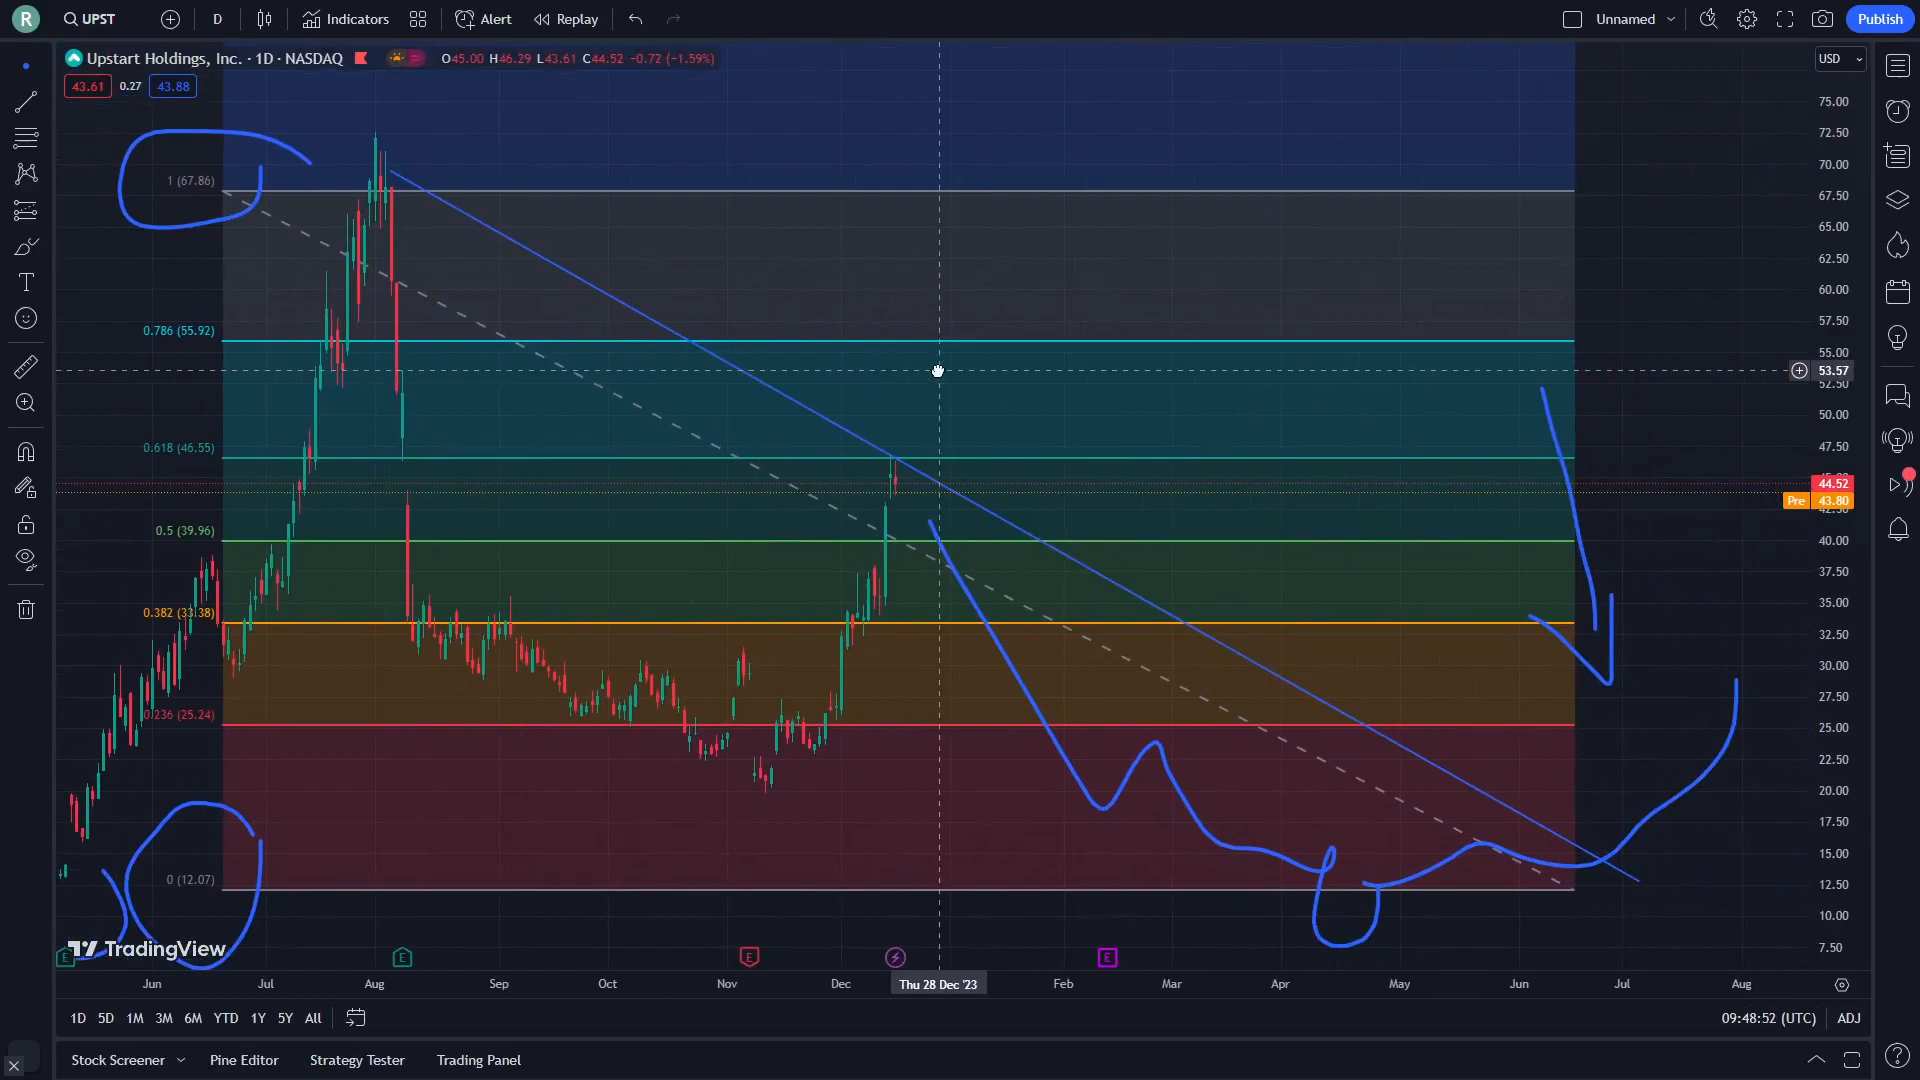 R
UPST
D
Indicators
Alert
Replay
Unnamed
Publish
Upstart Holdings, Inc. · 1D · NASDAQ
O45.00 H46.29 L43.61 C44.52 −0.72 (−1.59%)
USD
43.61 0.27 43.88
75.00
72.50
70.00
1 (67.86)
67.50
65.00
62.50
60.00
57.50
0.786 (55.92)
55.00
53.57
52.50
50.00
0.618 (46.55)
47.50
44.52
Pre 43.80
42.50
0.5 (39.96)
40.00
37.50
35.00
0.382 (33.38)
32.50
30.00
27.50
0.236 (25.24)
25.00
22.50
20.00
17.50
15.00
0 (12.07)
12.50
10.00
7.50
TradingView
E E E E
Jun Jul Aug Sep Oct Nov Dec Thu 28 Dec '23 Feb Mar Apr May Jun Jul Aug
1D 5D 1M 3M 6M YTD 1Y 5Y All
09:48:52 (UTC) ADJ
Stock Screener Pine Editor Strategy Tester Trading Panel